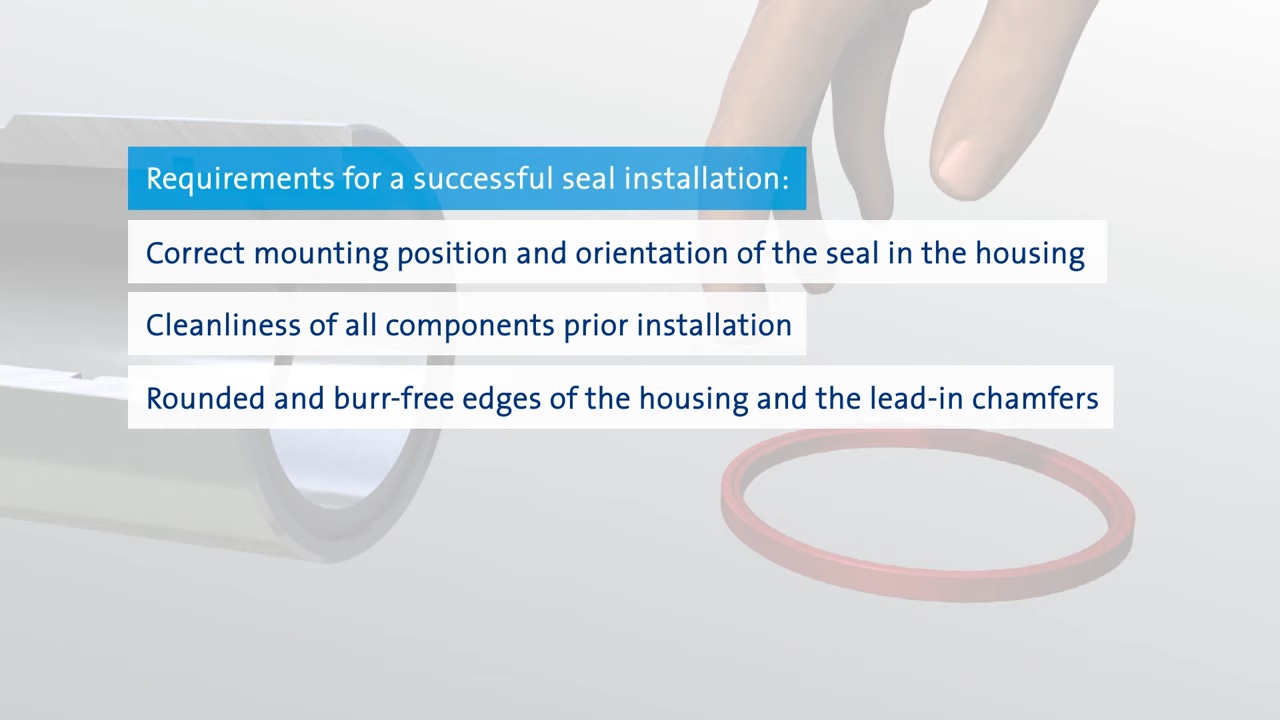 Requirements for a successful seal installation:
Correct mounting position and orientation of the seal in the housing
Cleanliness of all components prior installation
Rounded and burr-free edges of the housing and the lead-in chamfers